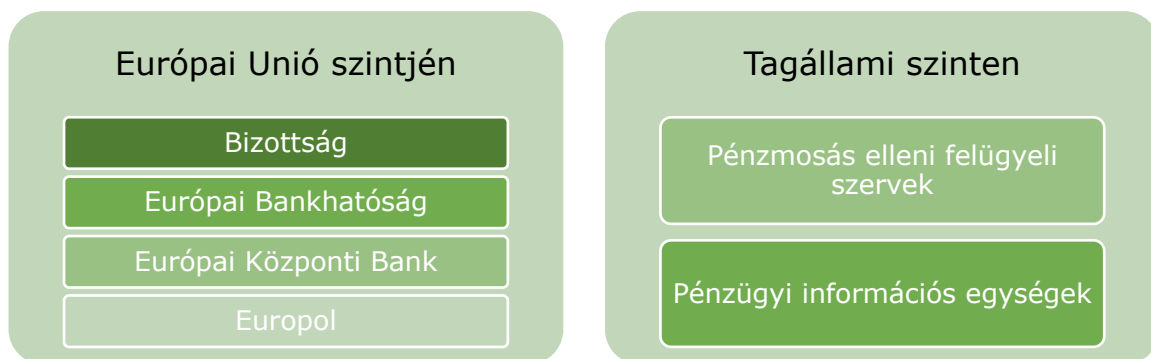 Európai Unió szintjén
Bizottság
Európai Bankhatóság
Európai Központi Bank
Europol
Tagállami szinten
Pénzmosás elleni felügyeli
szervek
Pénzügyi információs egységek